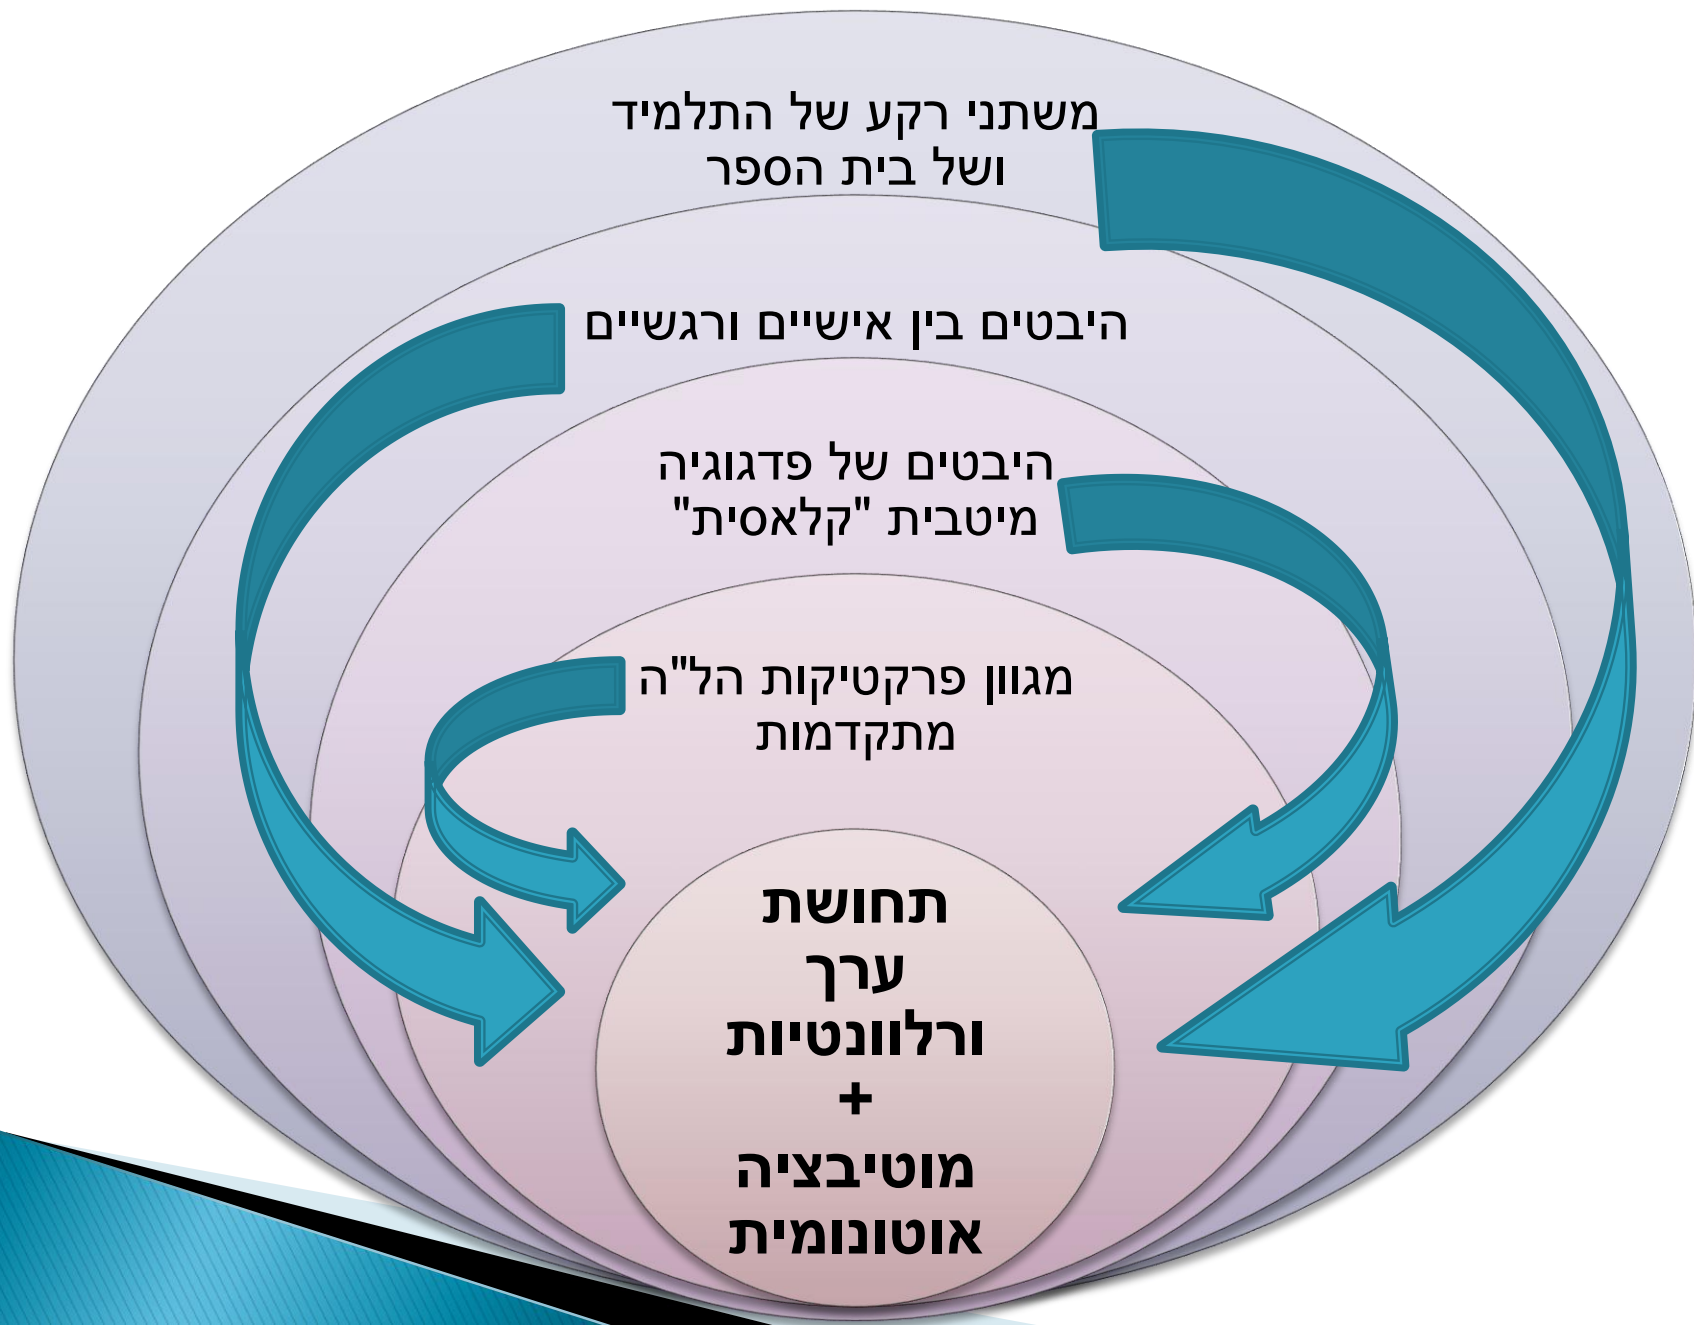 משתני רקע של התלמיד
ושל בית הספר
היבטים בין אישיים ורגשיים
היבטים של פדגוגיה
מיטבית "קלאסית"
מגוון פרקטיקות הל"ה
מתקדמות
תחושת
ערך
ורלוונטיות
+
מוטיבציה
אוטונומית